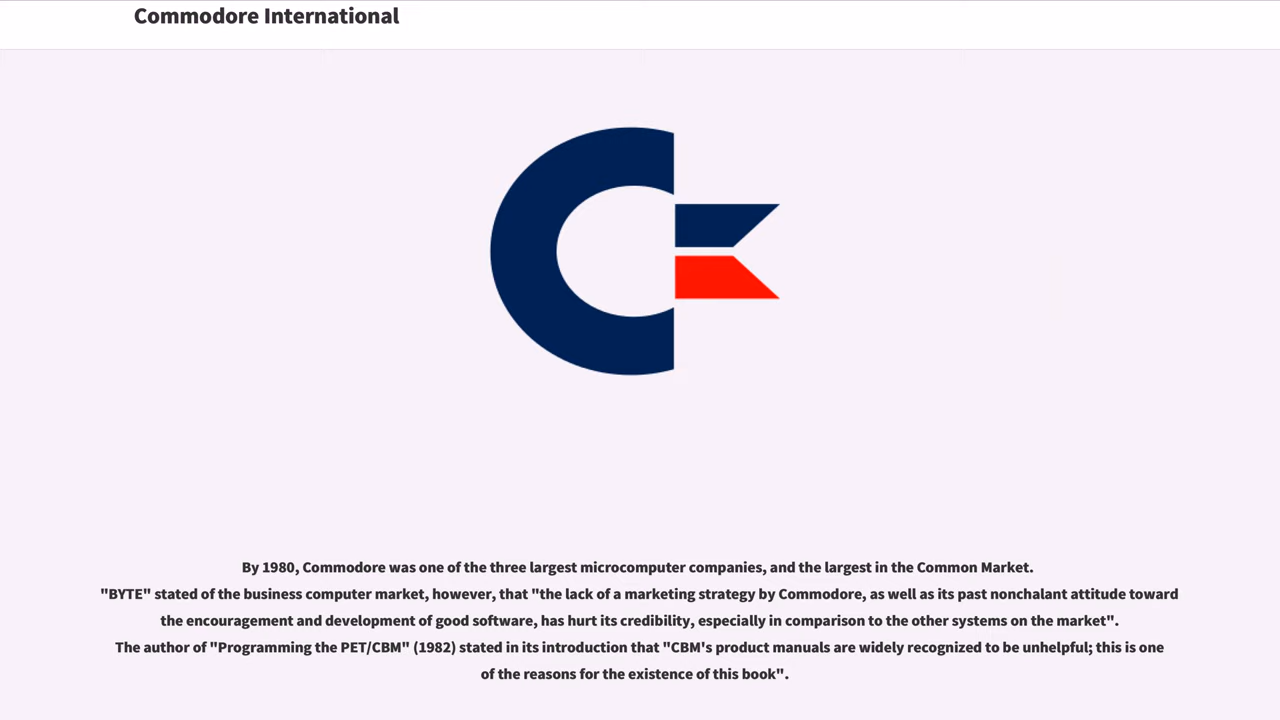 Commodore International
By 1980, Commodore was one of the three largest microcomputer companies, and the largest in the Common Market.
"BYTE" stated of the business computer market, however, that "the lack of a marketing strategy by Commodore, as well as its past nonchalant attitude toward
the encouragement and development of good software, has hurt its credibility, especially in comparison to the other systems on the market".
The author of "Programming the PET/CBM" (1982) stated in its introduction that "CBM's product manuals are widely recognized to be unhelpful; this is one
of the reasons for the existence of this book".